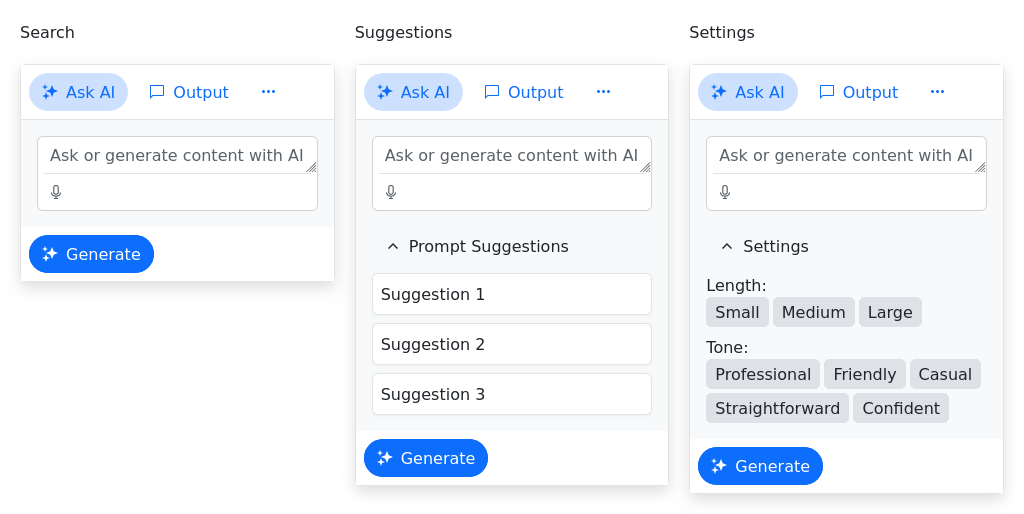 Search
Ask AI Output
Ask or generate content with AI
Generate
Suggestions
Ask AI Output
Ask or generate content with AI
Prompt Suggestions
Suggestion 1
Suggestion 2
Suggestion 3
Generate
Settings
Ask AI Output
Ask or generate content with AI
Settings
Length:
Small Medium Large
Tone:
Professional Friendly Casual
Straightforward Confident
Generate